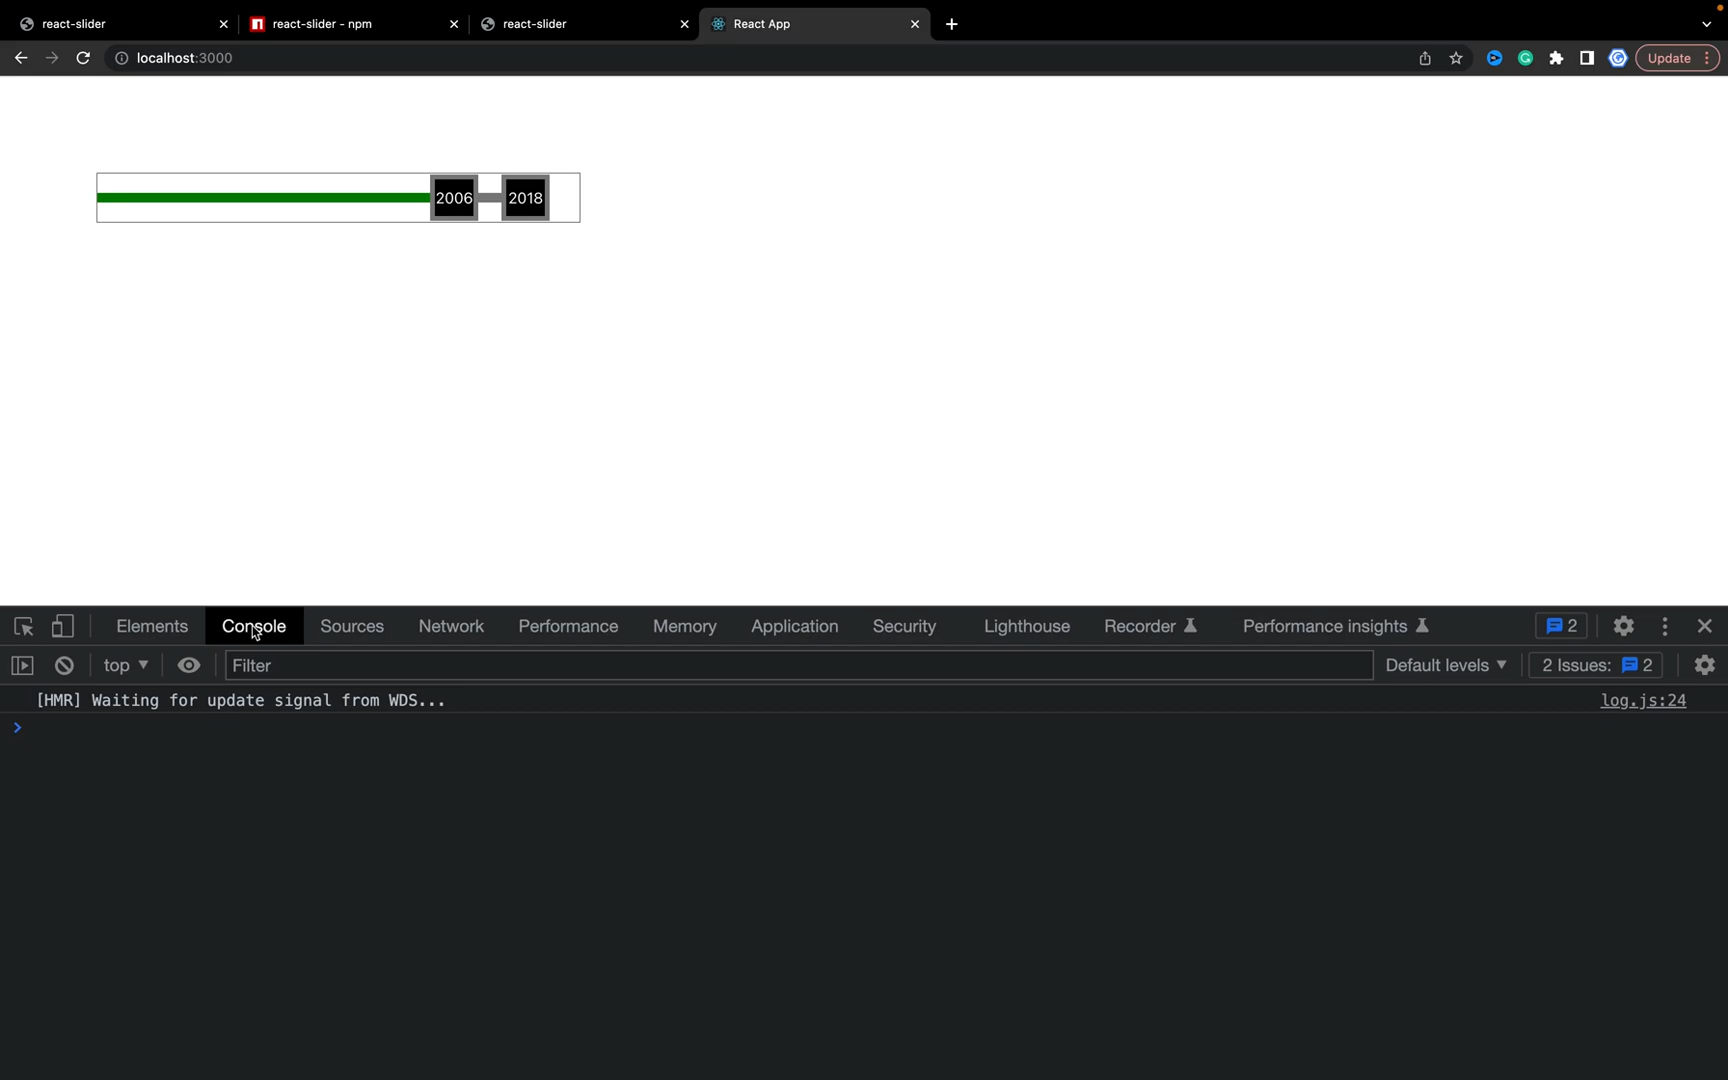 react-slider
react-slider - npm
react-slider
React App
localhost:3000
Update
2006
2018
Elements
Console
Sources
Network
Performance
Memory
Application
Security
Lighthouse
Recorder
Performance insights
2
top
Filter
Default levels
2 Issues: 2
[HMR] Waiting for update signal from WDS...
log.js:24